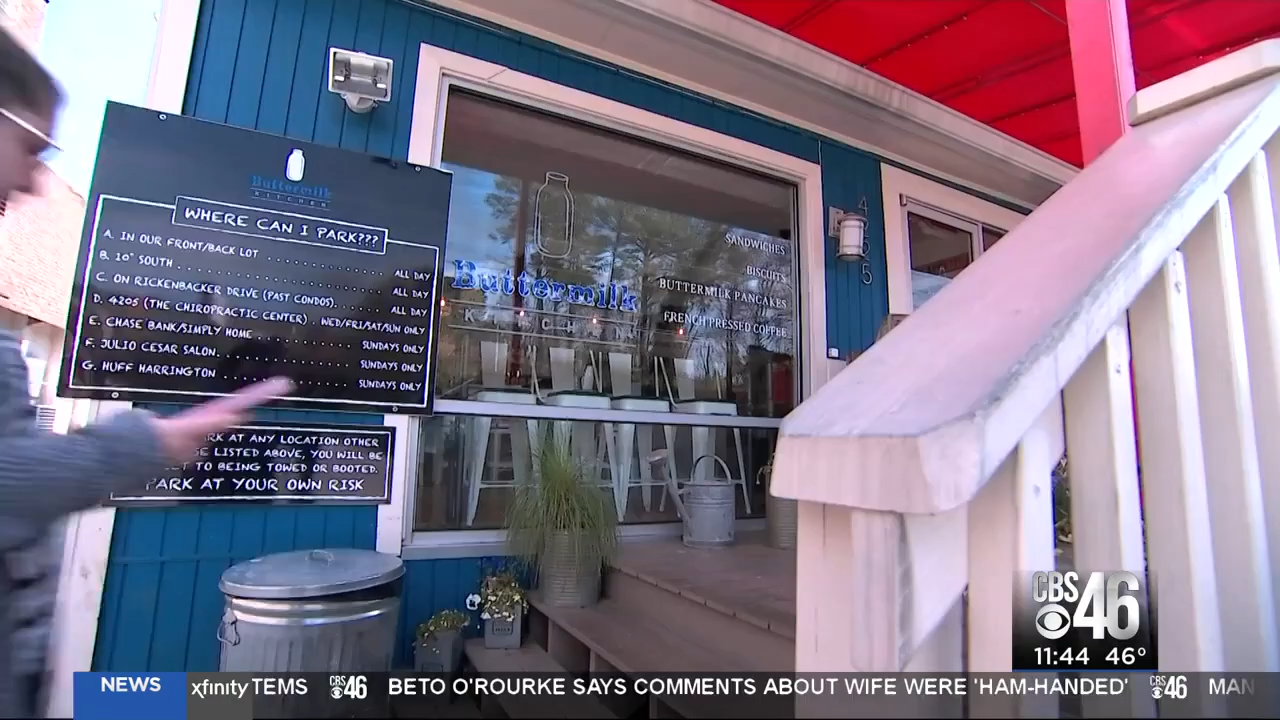 Buttermilk
KITCHEN
WHERE CAN I PARK???
A. IN OUR FRONT/BACK LOT . . . . . . . . . . . . . ALL DAY
B. 10° SOUTH . . . . . . . . . . . . . . . . . . . . . . . ALL DAY
C. ON RICKENBACKER DRIVE (PAST CONDOS). . . . . . ALL DAY
D. 4205 (THE CHIROPRACTIC CENTER) . WED/FRI/SAT/SUN ONLY
E. CHASE BANK/SIMPLY HOME . . . . . . . . . . . SUNDAYS ONLY
F. JULIO CESAR SALON. . . . . . . . . . . . . . . SUNDAYS ONLY
G. HUFF HARRINGTON . . . . . . . . . . . . . . . SUNDAYS ONLY
AT ANY LOCATION OTHER
LISTED ABOVE, YOU WILL BE
TO BEING TOWED OR BOOTED.
PARK AT YOUR OWN RISK
Buttermilk
KITCHEN
SANDWICHES
BISCUITS
BUTTERMILK PANCAKES
FRENCH PRESSED COFFEE
4
5
CBS 46
11:44 46°
NEWS xfinity TEMS CBS 46 BETO O'ROURKE SAYS COMMENTS ABOUT WIFE WERE 'HAM-HANDED' CBS 46 MAN